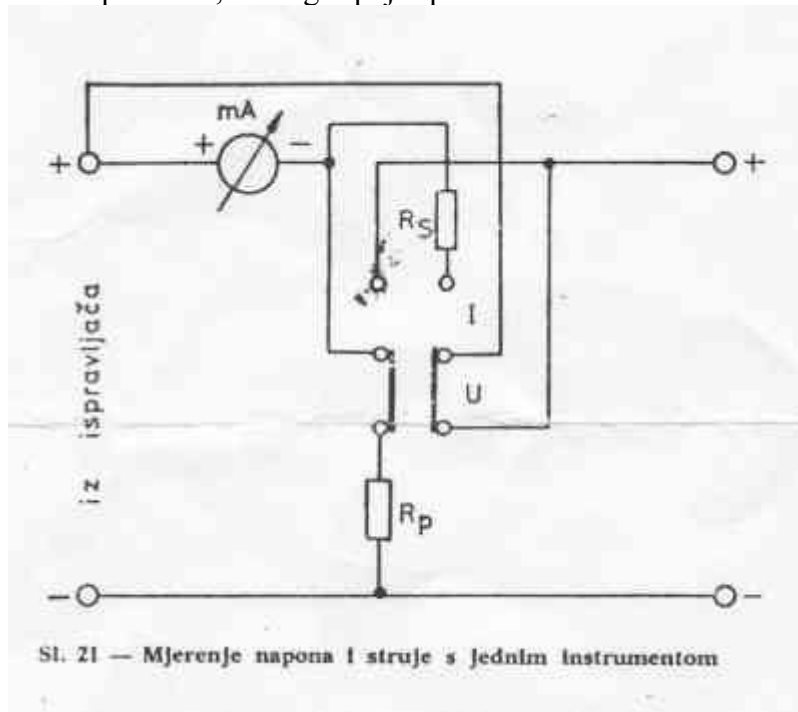 mA
+ + - +
RS
I
U
iz ispravljača
Rp
- -
Sl. 21 — Mjerenje napona i struje s jednim instrumentom